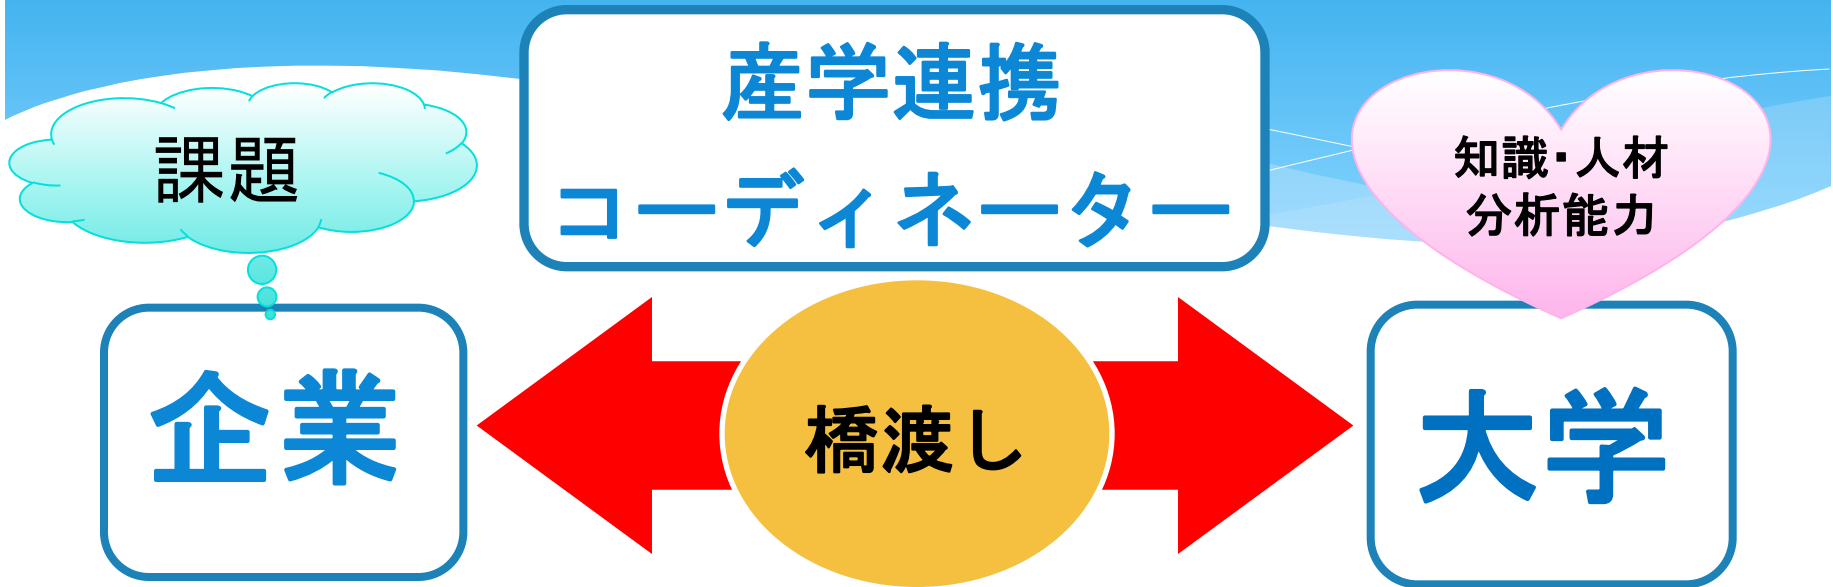 産学連携
コーディネーター
課題
知識・人材
分析能力
企業
橋渡し
大学